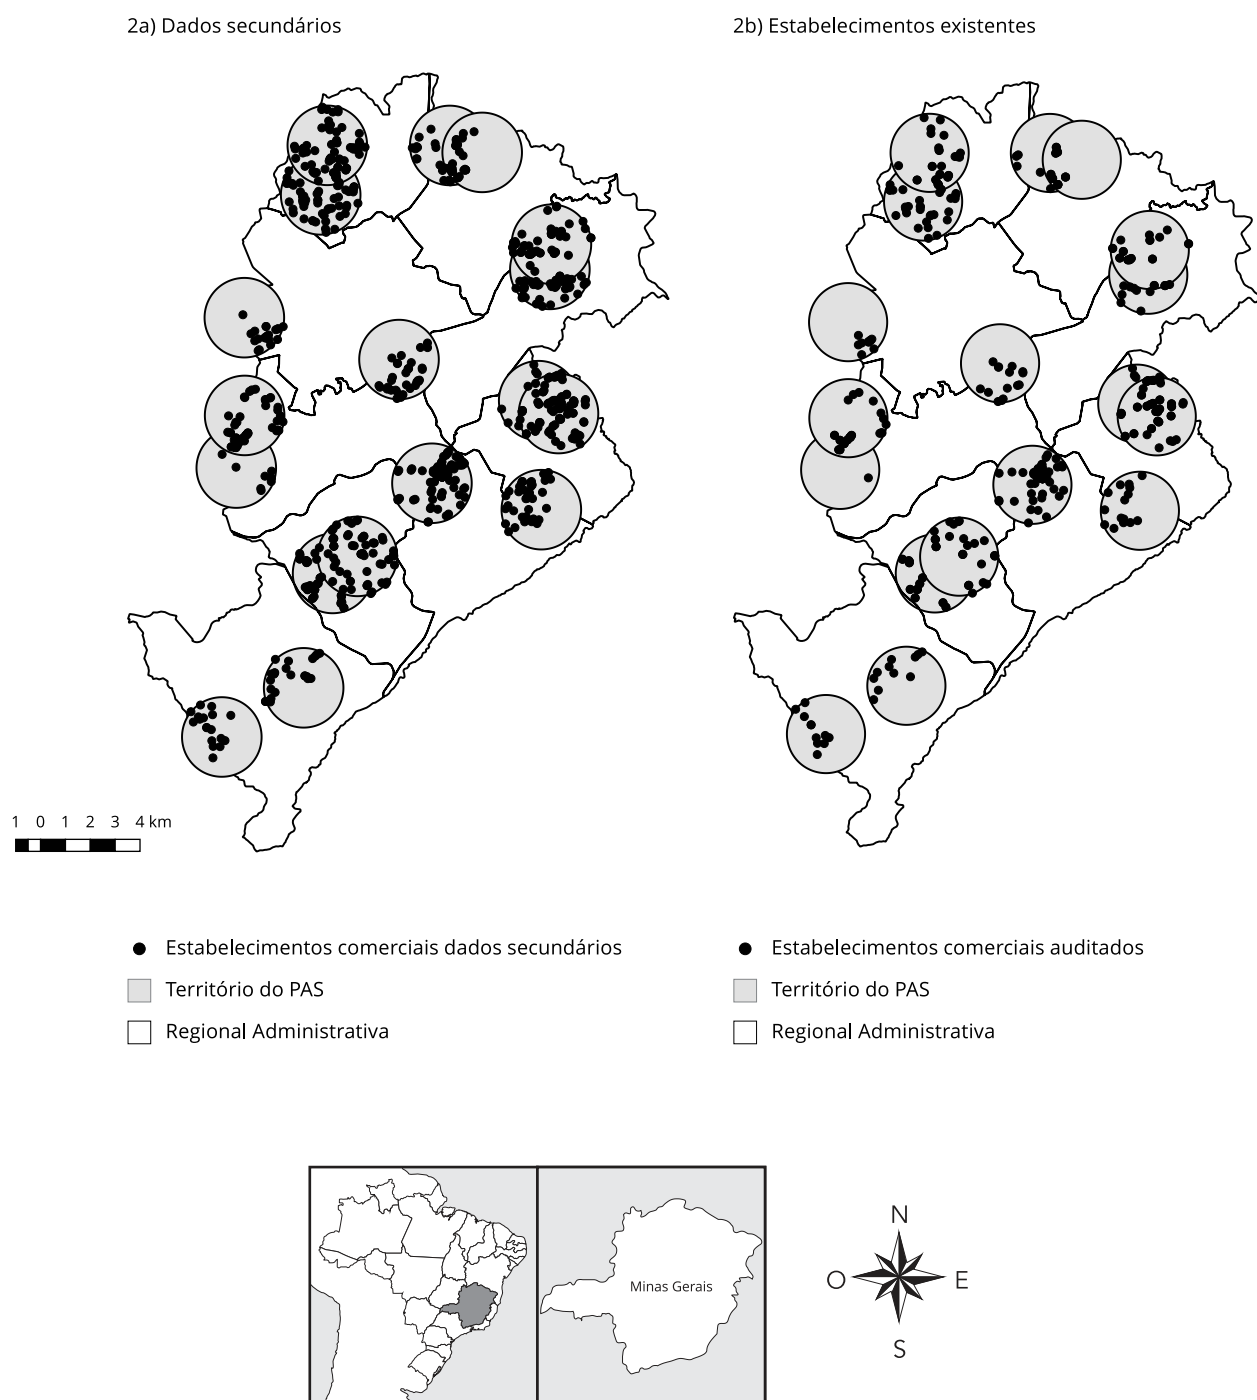 2a) Dados secundários
2b) Estabelecimentos existentes
1 0 1 2 3 4 km
Estabelecimentos comerciais dados secundários
Território do PAS
Regional Administrativa
Estabelecimentos comerciais auditados
Território do PAS
Regional Administrativa
Minas Gerais
N
O
E
S